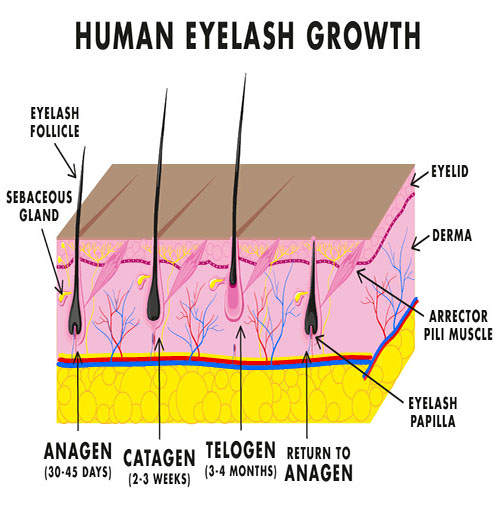 HUMAN EYELASH GROWTH
EYELASH
FOLLICLE
SEBACEOUS
GLAND
EYELID
DERMA
ARRECTOR
PILI MUSCLE
EYELASH
PAPILLA
ANAGEN
(30-45 DAYS)
CATAGEN
(2-3 WEEKS)
TELOGEN
(3-4 MONTHS)
RETURN TO
ANAGEN